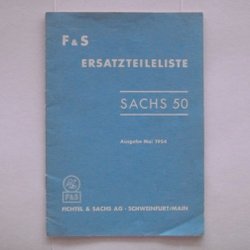 F & S
ERSATZTEILELISTE
SACHS 50
Ausgabe Mai 1954
F&S
FICHTEL & SACHS AG · SCHWEINFURT/MAIN